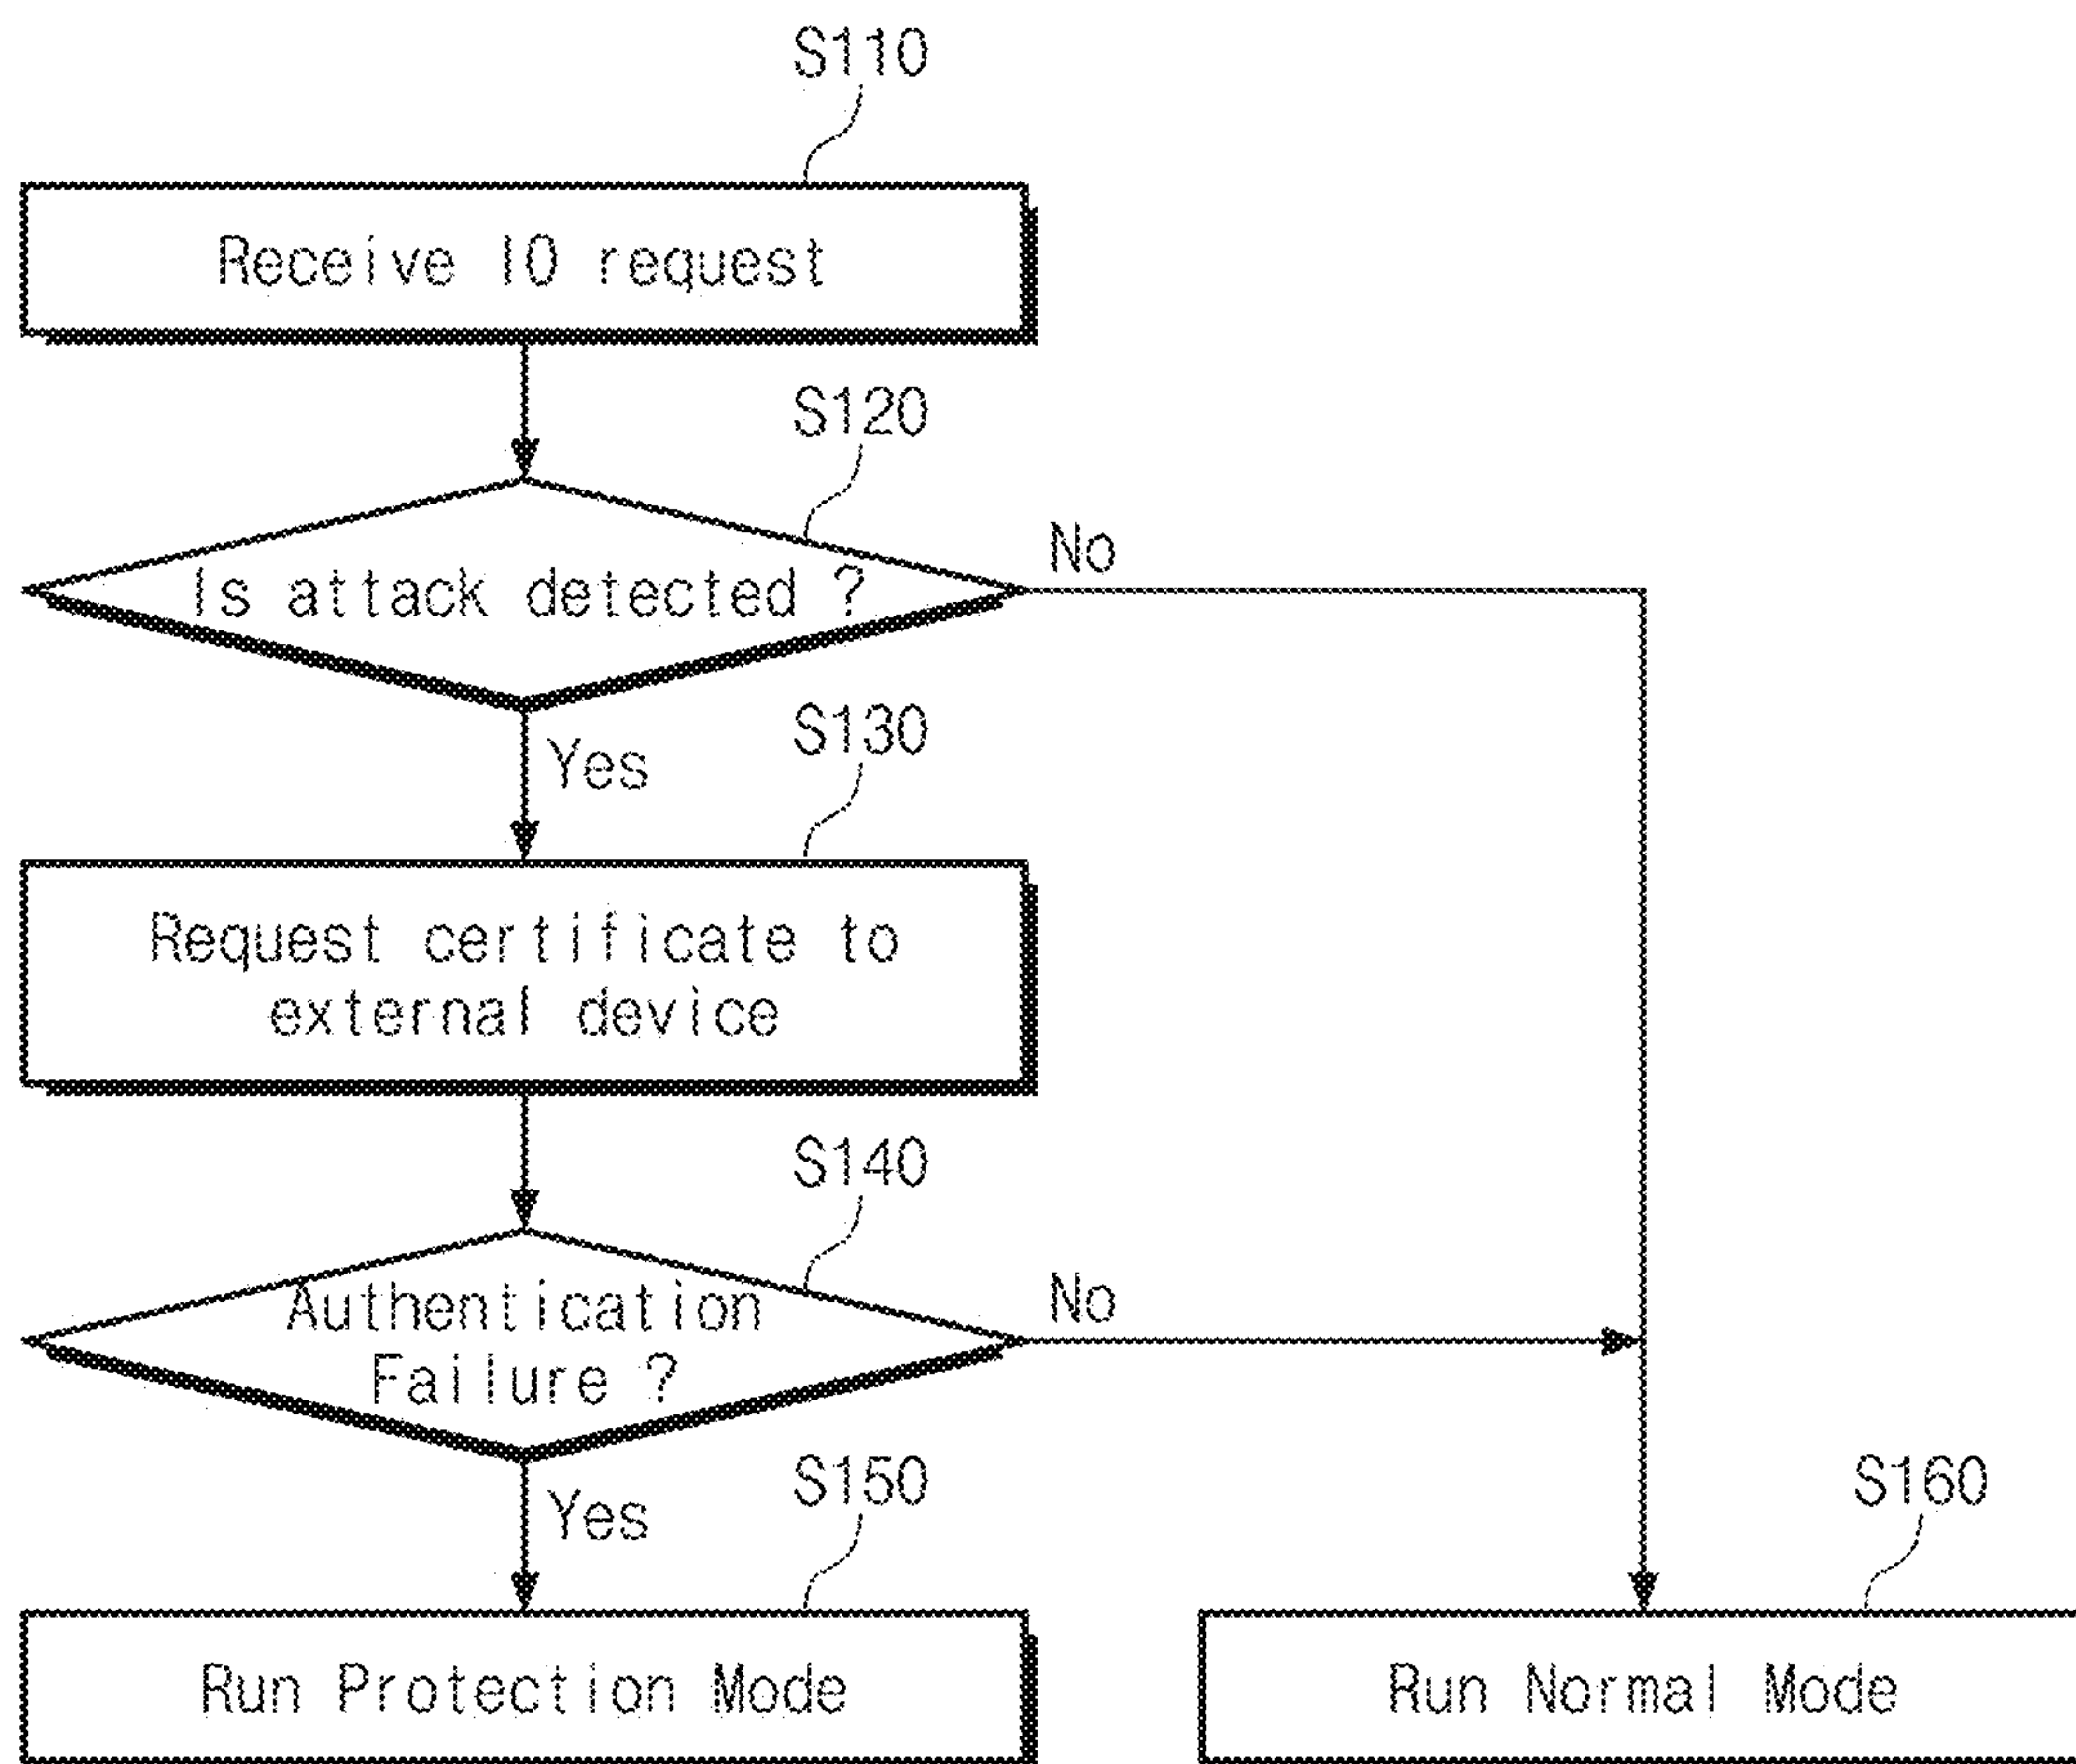 S110
Receive IO request
S120
Is attack detected ?
No
S130
Yes
Request certificate to
external device
S140
Authentication
Failure ?
No
S150
Yes
Run Protection Mode
S160
Run Normal Mode